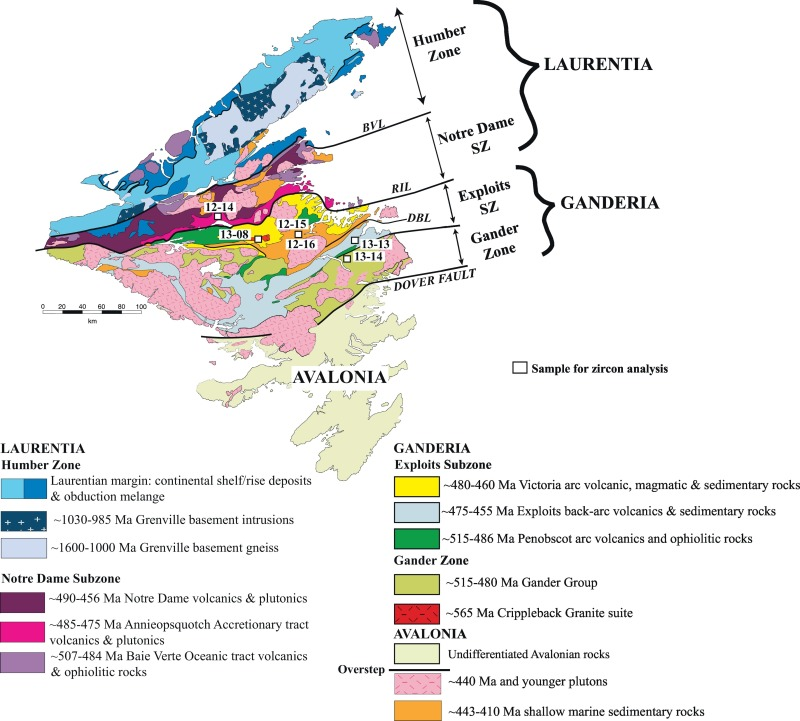 Humber
Zone
LAURENTIA
BVL
Notre Dame
SZ
RIL
Exploits
SZ
GANDERIA
DBL
Gander
Zone
DOVER FAULT
12-14
12-15
13-08
12-16
13-13
13-14
0 20 40 60 80 100
km
AVALONIA
Sample for zircon analysis
LAURENTIA
Humber Zone
Laurentian margin: continental shelf/rise deposits
& obduction melange
~1030-985 Ma Grenville basement intrusions
~1600-1000 Ma Grenville basement gneiss
Notre Dame Subzone
~490-456 Ma Notre Dame volcanics & plutonics
~485-475 Ma Annieopsquotch Accretionary tract
volcanics & plutonics
~507-484 Ma Baie Verte Oceanic tract volcanics
& ophiolitic rocks
GANDERIA
Exploits Subzone
~480-460 Ma Victoria arc volcanic, magmatic & sedimentary rocks
~475-455 Ma Exploits back-arc volcanics & sedimentary rocks
~515-486 Ma Penobscot arc volcanics and ophiolitic rocks
Gander Zone
~515-480 Ma Gander Group
~565 Ma Crippleback Granite suite
AVALONIA
Undifferentiated Avalonian rocks
Overstep
~440 Ma and younger plutons
~443-410 Ma shallow marine sedimentary rocks